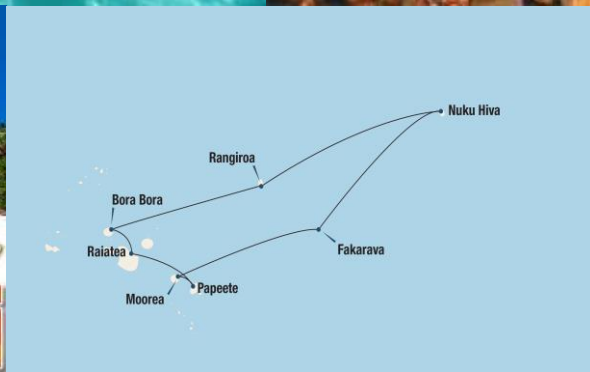 Nuku Hiva
Rangiroa
Bora Bora
Raiatea
Fakarava
Papeete
Moorea